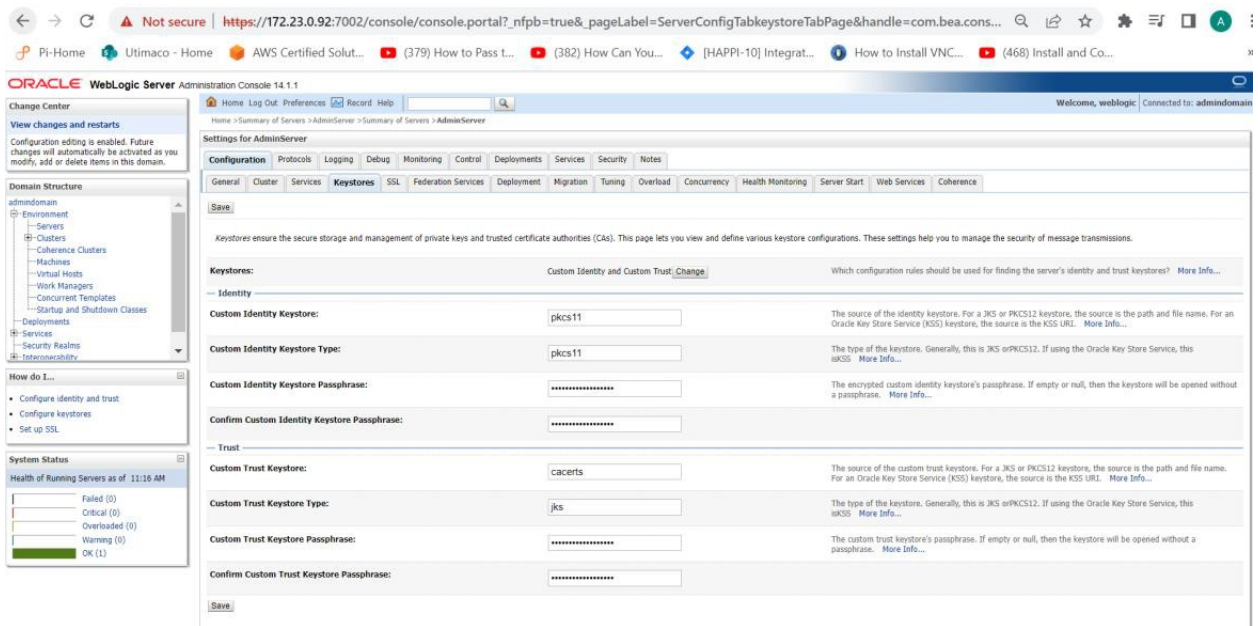 Not secure | https://172.23.0.92:7002/console/console.portal?_nfpb=true&_pageLabel=ServerConfigTabkeystoreTabPage&handle=com.bea.cons...
A
Pi-Home Utimaco - Home AWS Certified Solut... (379) How to Pass t... (382) How Can You... [HAPPI-10] Integrat... How to Install VNC... (468) Install and Co...
ORACLE WebLogic Server Administration Console 14.1.1
Change Center
View changes and restarts
Configuration editing is enabled. Future
changes will automatically be activated as you
modify, add or delete items in this domain.
Domain Structure
admindomain
Environment
Servers
Clusters
Coherence Clusters
Machines
Virtual Hosts
Work Managers
Concurrent Templates
Startup and Shutdown Classes
Deployments
Services
Security Realms
Interoperability
How do I...
Configure identity and trust
Configure keystores
Set up SSL
System Status
Health of Running Servers as of 11:16 AM
Failed (0)
Critical (0)
Overloaded (0)
Warning (0)
OK (1)
Home Log Out Preferences Record Help
Welcome, weblogic Connected to: admindomain
Home >Summary of Servers >AdminServer >Summary of Servers >AdminServer
Settings for AdminServer
Configuration Protocols Logging Debug Monitoring Control Deployments Services Security Notes
General Cluster Services Keystores SSL Federation Services Deployment Migration Tuning Overload Concurrency Health Monitoring Server Start Web Services Coherence
Save
Keystores ensure the secure storage and management of private keys and trusted certificate authorities (CAs). This page lets you view and define various keystore configurations. These settings help you to manage the security of message transmissions.
Keystores: Custom Identity and Custom Trust Change Which configuration rules should be used for finding the server's identity and trust keystores? More Info...
Identity
Custom Identity Keystore: pkcs11 The source of the identity keystore. For a JKS or PKCS12 keystore, the source is the path and file name. For an
Oracle Key Store Service (KSS) keystore, the source is the KSS URI. More Info...
Custom Identity Keystore Type: pkcs11 The type of the keystore. Generally, this is JKS orPKCS12. If using the Oracle Key Store Service, this
isKSS More Info...
Custom Identity Keystore Passphrase: •••••••••••••••••• The encrypted custom identity keystore's passphrase. If empty or null, then the keystore will be opened without
a passphrase. More Info...
Confirm Custom Identity Keystore Passphrase: ••••••••••••••••••
Trust
Custom Trust Keystore: cacerts The source of the custom trust keystore. For a JKS or PKCS12 keystore, the source is the path and file name.
For an Oracle Key Store Service (KSS) keystore, the source is the KSS URI. More Info...
Custom Trust Keystore Type: jks The type of the keystore. Generally, this is JKS orPKCS12. If using the Oracle Key Store Service, this
isKSS More Info...
Custom Trust Keystore Passphrase: •••••••••••••••••• The custom trust keystore's passphrase. If empty or null, then the keystore will be opened without a
passphrase. More Info...
Confirm Custom Trust Keystore Passphrase: ••••••••••••••••••
Save